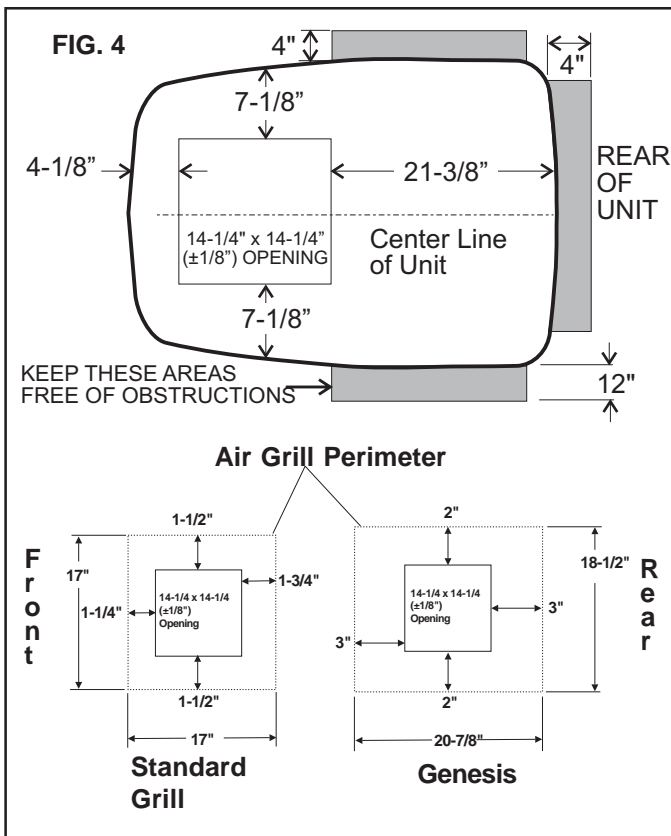 FIG. 4
4"
4"
7-1/8”
4-1/8”
21-3/8”
REAR
OF
UNIT
14-1/4" x 14-1/4”
(±1/8”) OPENING
Center Line
of Unit
7-1/8”
KEEP THESE AREAS
FREE OF OBSTRUCTIONS
12"
Air Grill Perimeter
Front
1-1/2"
17"
1-3/4"
1-1/4"
14-1/4 x 14-1/4
(±1/8")
Opening
1-1/2"
17"
Standard
Grill
2"
18-1/2"
14-1/4 x 14-1/4
(±1/8")
Opening
3"
3"
2"
20-7/8"
Genesis
Rear